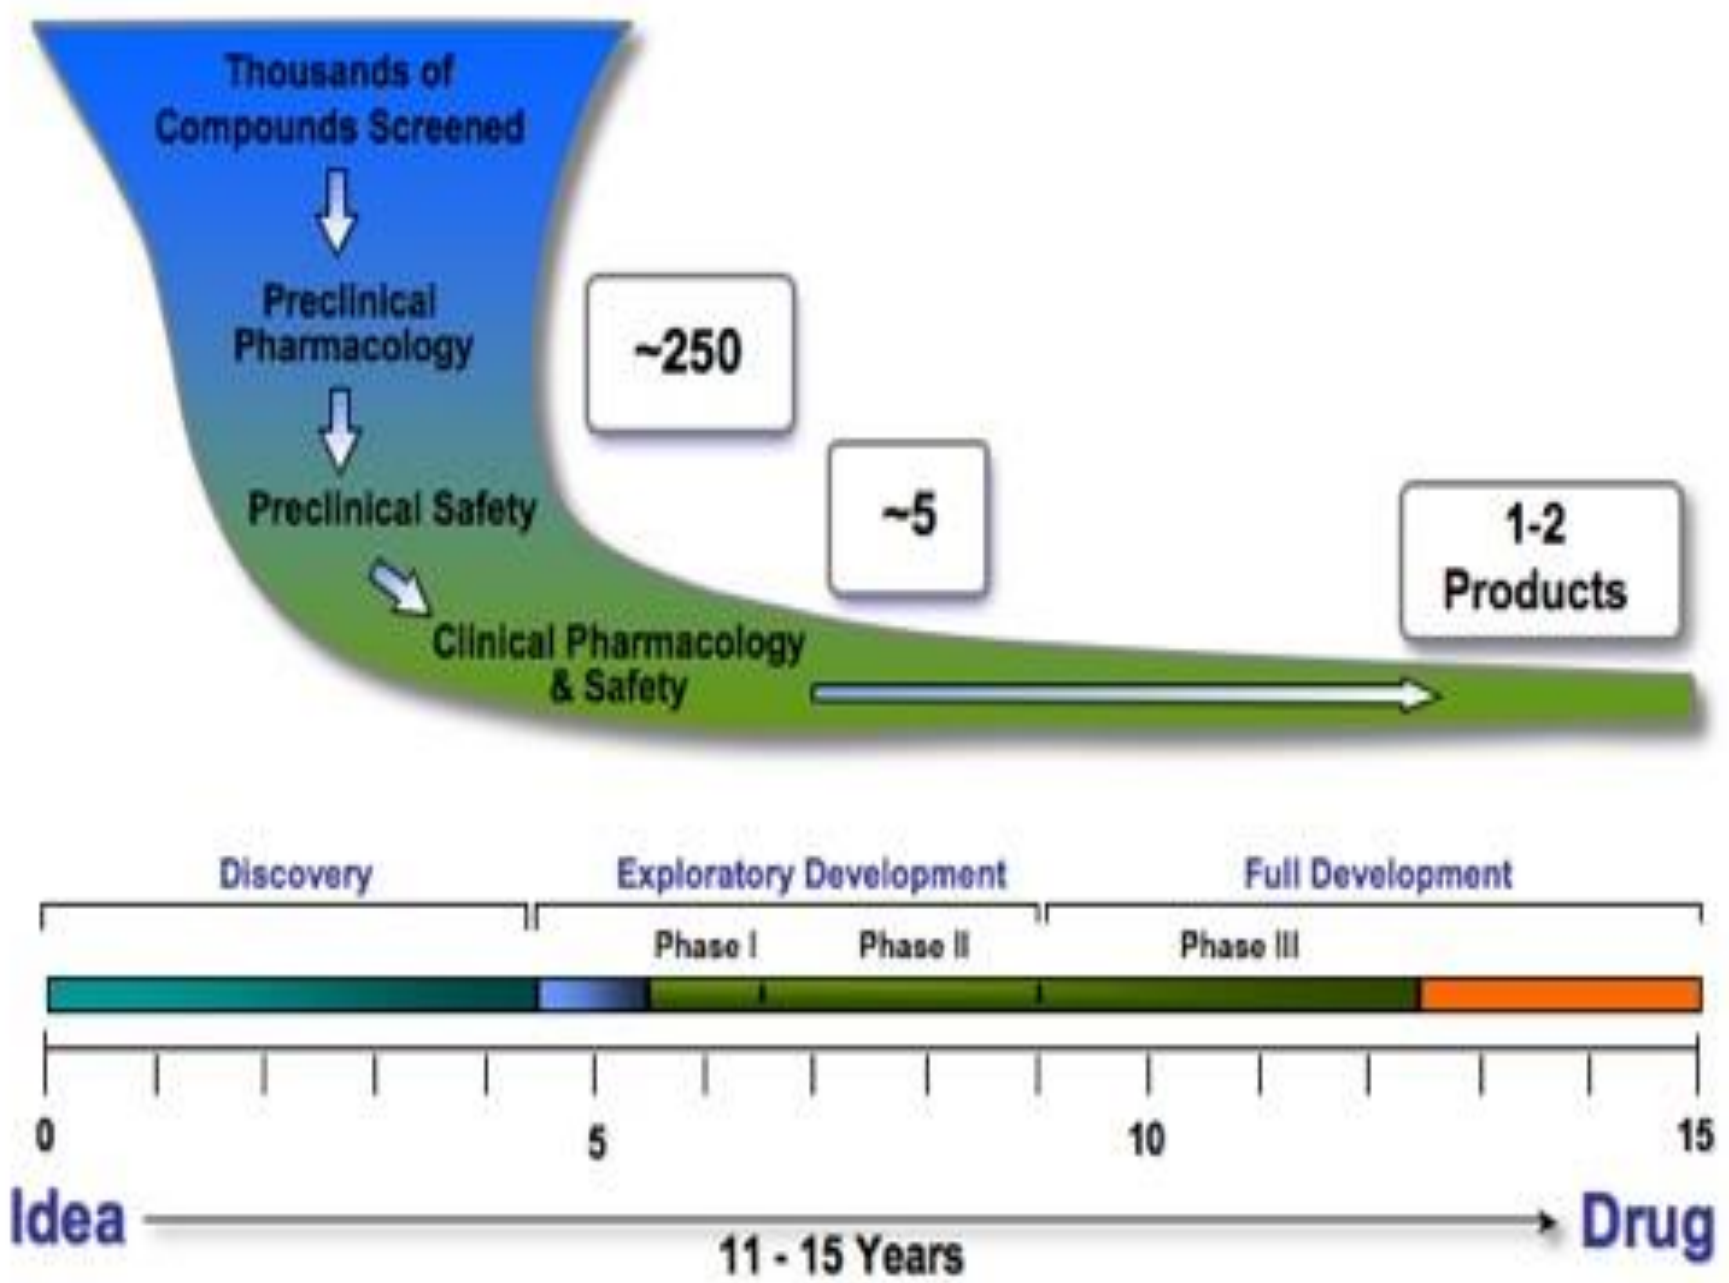 Thousands of
Compounds Screened
Preclinical
Pharmacology
~250
Preclinical Safety
~5
1-2
Products
Clinical Pharmacology
& Safety
Discovery
Exploratory Development
Full Development
Phase I
Phase II
Phase III
0
5
10
15
Idea
Drug
11 - 15 Years